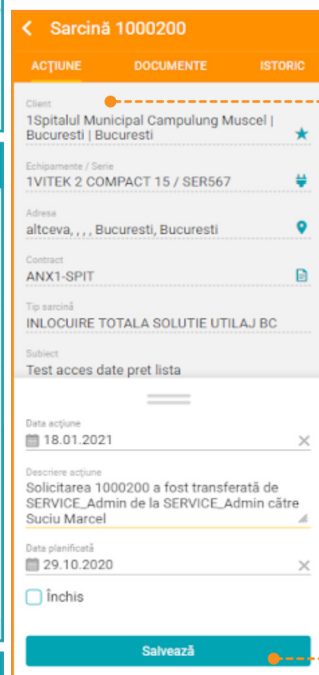 Sarcină 1000200
ACȚIUNE DOCUMENTE ISTORIC
Client
1Spitalul Municipal Campulung Muscel |
Bucuresti | Bucuresti
Echipamente / Serie
1VITEK 2 COMPACT 15 / SER567
Adresa
altceva, , , , Bucuresti, Bucuresti
Contract
ANX1-SPIT
Tip sarcină
INLOCUIRE TOTALA SOLUTIE UTILAJ BC
Subiect
Test acces date pret lista
Data acțiune
18.01.2021
Descriere acțiune
Solicitarea 1000200 a fost transferată de
SERVICE_Admin de la SERVICE_Admin către
Suciu Marcel
Data planificată
29.10.2020
Închis
Salvează